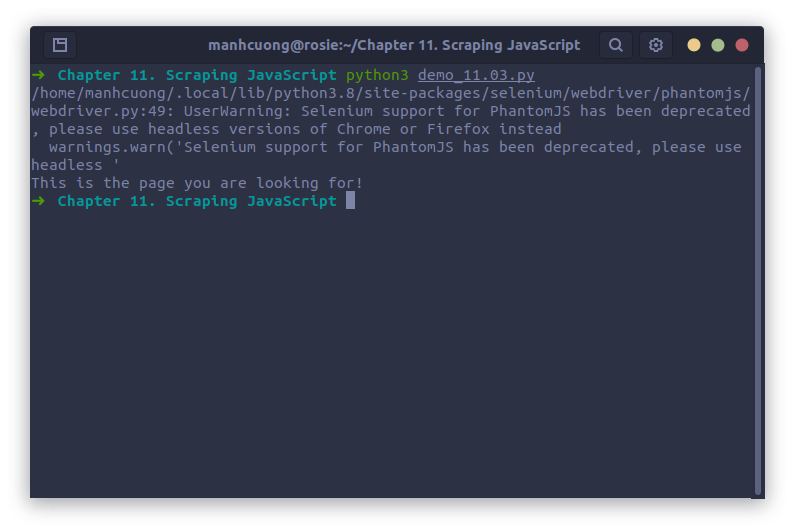 manhcuong@rosie:~/Chapter 11. Scraping JavaScript
➜ Chapter 11. Scraping JavaScript python3 demo_11.03.py
/home/manhcuong/.local/lib/python3.8/site-packages/selenium/webdriver/phantomjs/
webdriver.py:49: UserWarning: Selenium support for PhantomJS has been deprecated
, please use headless versions of Chrome or Firefox instead
  warnings.warn('Selenium support for PhantomJS has been deprecated, please use
headless '
This is the page you are looking for!
➜ Chapter 11. Scraping JavaScript